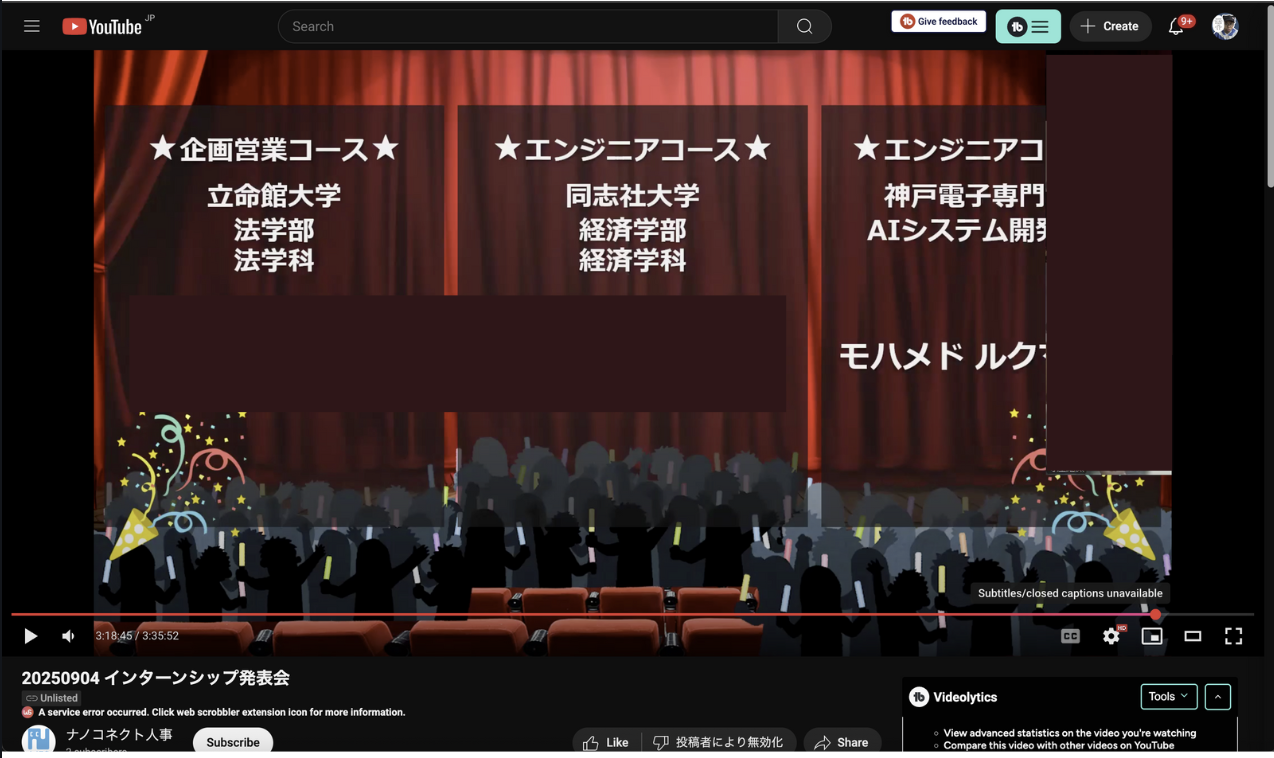 YouTube JP
Search
Give feedback
Create
9+
★企画営業コース★
立命館大学
法学部
法学科
★エンジニアコース★
同志社大学
経済学部
経済学科
★エンジニアコ
神戸電子専門
AIシステム開
モハメド ルク
Subtitles/closed captions unavailable
3:18:45 / 3:35:52
CC
HD
20250904 インターンシップ発表会
Unlisted
A service error occurred. Click web scrobbler extension icon for more information.
ナノコネクト人事
Subscribe
Like
投稿者により無効化
Share
Videolytics
Tools
View advanced statistics on the video you're watching
Compare this video with other videos on YouTube